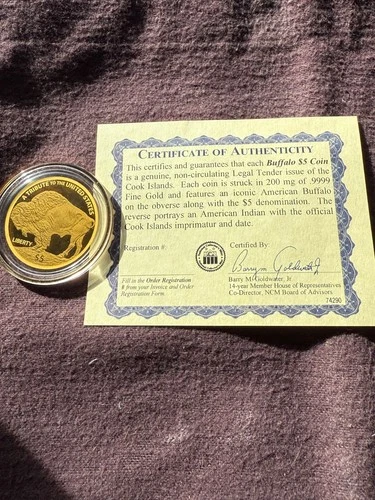 A TRIBUTE TO THE UNITED STATES
LIBERTY
$5
CERTIFICATE OF AUTHENTICITY
This certifies and guarantees that each Buffalo $5 Coin
is a genuine, non-circulating Legal Tender issue of the
Cook Islands. Each coin is struck in 200 mg of .9999
Fine Gold and features an iconic American Buffalo
on the obverse along with the $5 denomination. The
reverse portrays an American Indian with the official
Cook Islands imprimatur and date.
Registration #:
Certified By:
Barry M Goldwater Jr
Fill in the Order Registration
# from your Invoice and Order
Registration Form.
Barry M. Goldwater, Jr.
14-year Member House of Representatives
Co-Director, NCM Board of Advisors
74290